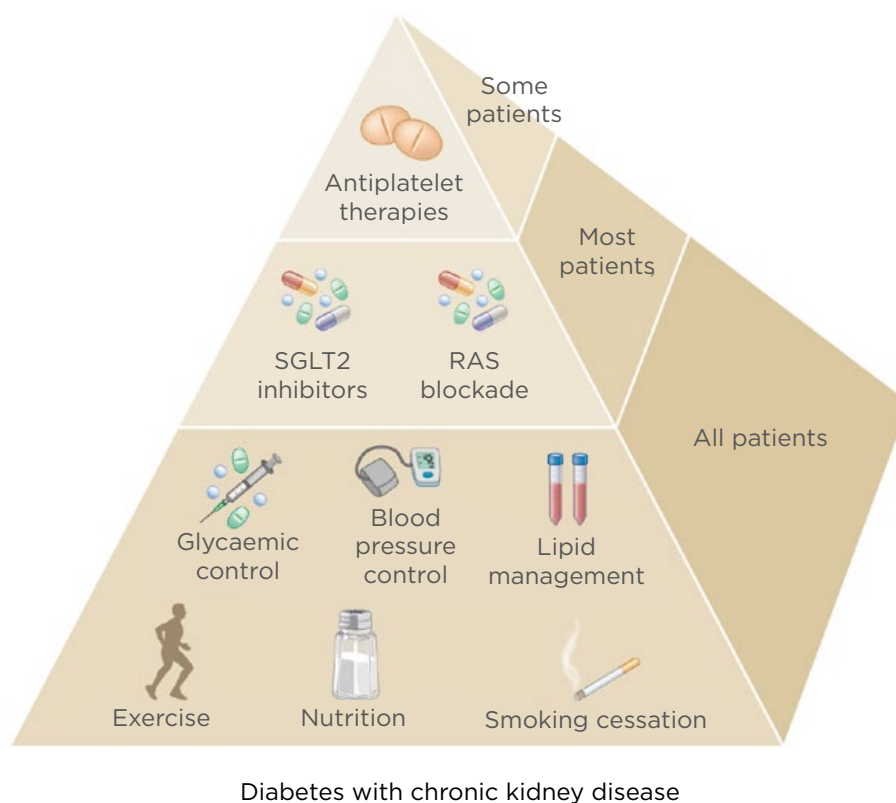 Some
patients
Antiplatelet
therapies
Most
patients,
SGLT2
inhibitors
RAS
blockade
All patients
Glycaemic
control
Blood
pressure
control
Lipid
management
Exercise
Nutrition
Smoking cessation
Diabetes with chronic kidney disease